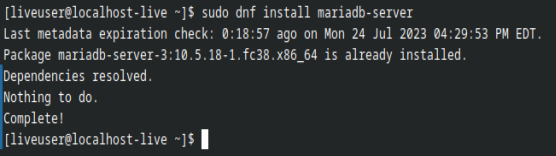 [liveuser@localhost-live ~]$ sudo dnf install mariadb-server
Last metadata expiration check: 0:18:57 ago on Mon 24 Jul 2023 04:29:53 PM EDT.
Package mariadb-server-3:10.5.18-1.fc38.x86_64 is already installed.
Dependencies resolved.
Nothing to do.
Complete!
[liveuser@localhost-live ~]$